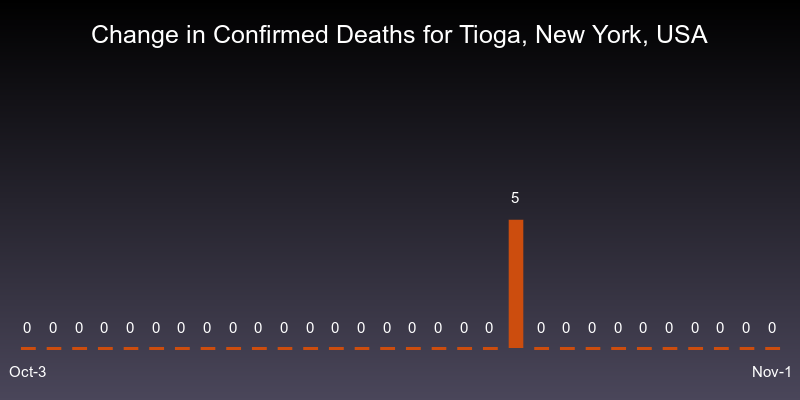 Change in Confirmed Deaths for Tioga, New York, USA
5
0 0 0 0 0 0 0 0 0 0 0 0 0 0 0 0 0 0 0 0 0 0 0 0 0 0 0 0 0
Oct-3 Nov-1